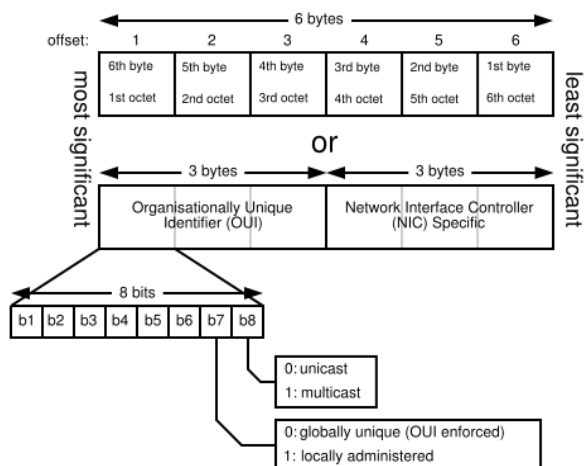 6 bytes
offset: 1 2 3 4 5 6
6th byte 5th byte 4th byte 3rd byte 2nd byte 1st byte
1st octet 2nd octet 3rd octet 4th octet 5th octet 6th octet
most significant
least significant
or
3 bytes 3 bytes
Organisationally Unique
Identifier (OUI)
Network Interface Controller
(NIC) Specific
8 bits
b1 b2 b3 b4 b5 b6 b7 b8
0: unicast
1: multicast
0: globally unique (OUI enforced)
1: locally administered